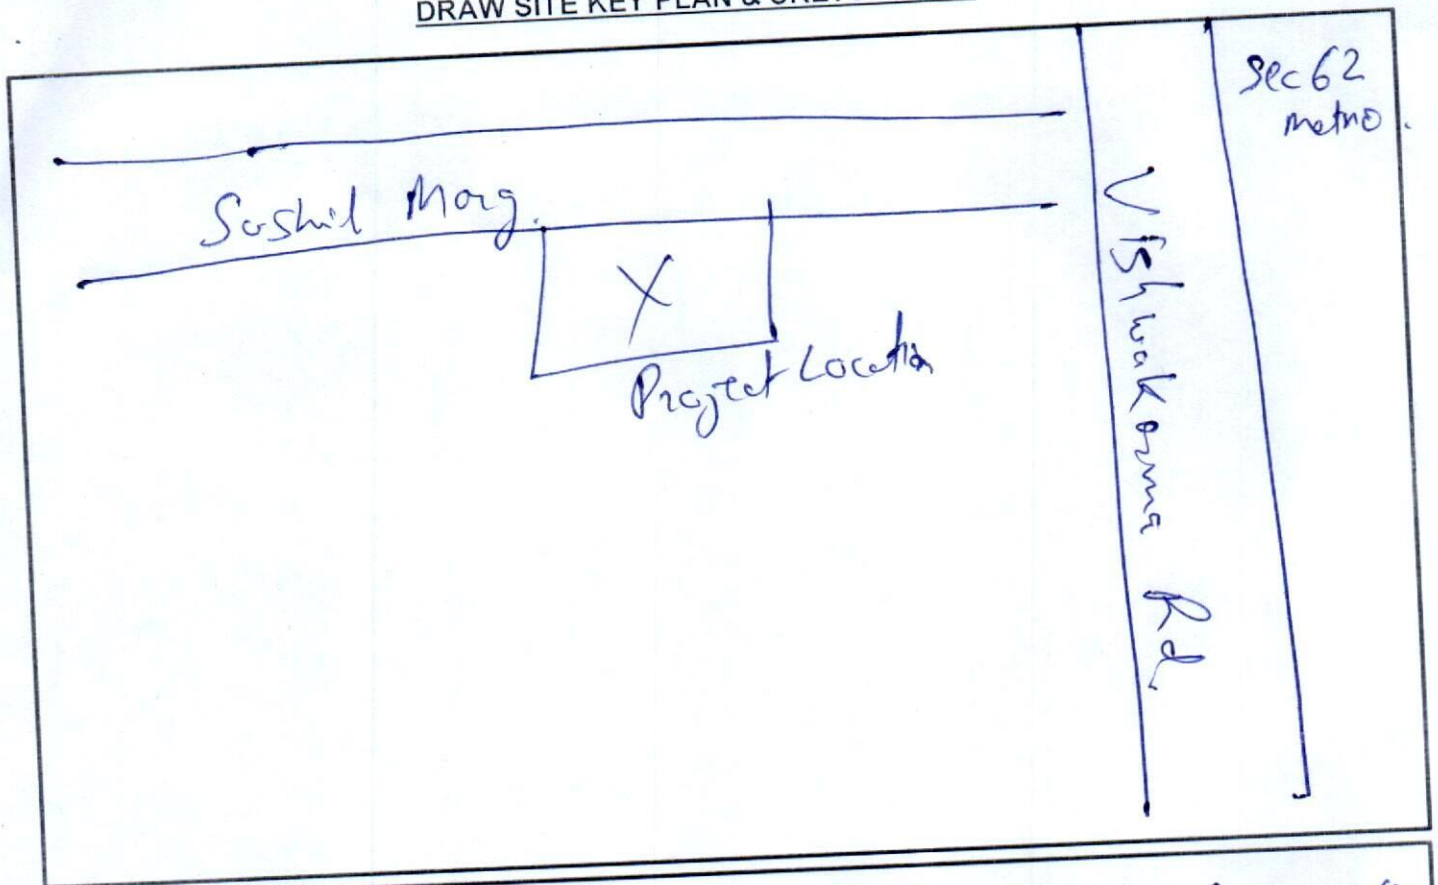 DRAW SITE KEY PLAN &
Sec 62
metro.
Sushil Marg.
Vishwakarma Rd.
X
Project Location